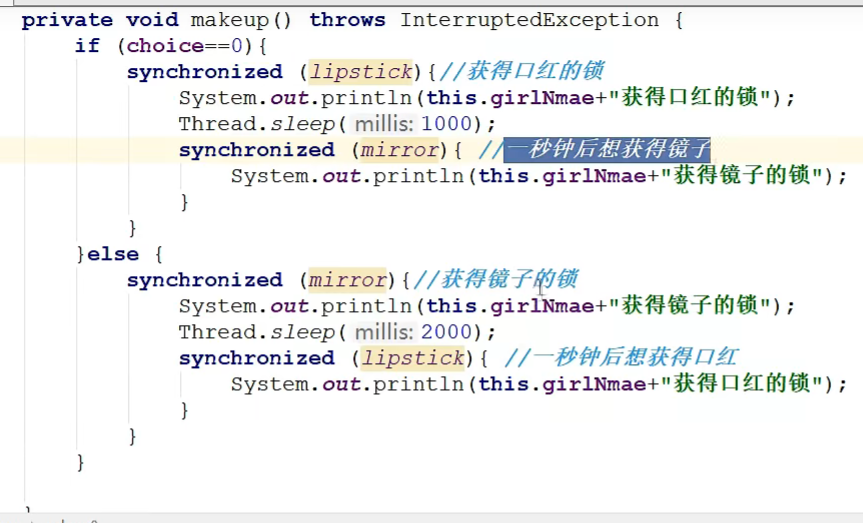 private void makeup() throws InterruptedException {
if (choice==0){
synchronized (lipstick){//获得口红的锁
System.out.println(this.girlNmae+"获得口红的锁");
Thread.sleep( millis: 1000);
synchronized (mirror){ //一秒钟后想获得镜子
System.out.println(this.girlNmae+"获得镜子的锁");
}
}
}else {
synchronized (mirror){//获得镜子的锁
System.out.println(this.girlNmae+"获得镜子的锁");
Thread.sleep( millis: 2000);
synchronized (lipstick){ //一秒钟后想获得口红
System.out.println(this.girlNmae+"获得口红的锁");
}
}
}